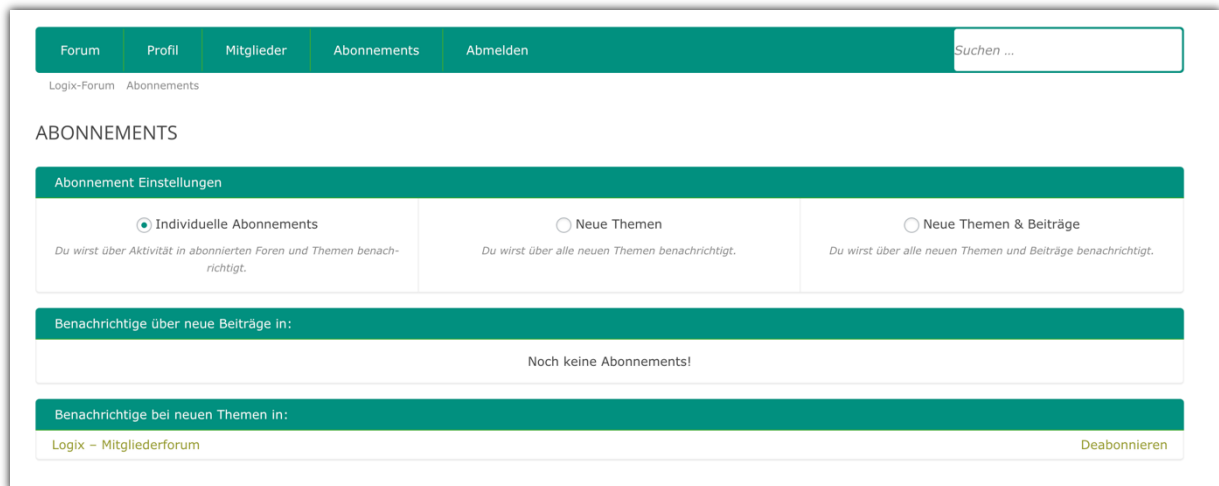 Forum Profil Mitglieder Abonnements Abmelden Suchen ...
Logix-Forum Abonnements
ABONNEMENTS
Abonnement Einstellungen
Individuelle Abonnements
Du wirst über Aktivität in abonnierten Foren und Themen benach-
richtigt.
Neue Themen
Du wirst über alle neuen Themen benachrichtigt.
Neue Themen & Beiträge
Du wirst über alle neuen Themen und Beiträge benachrichtigt.
Benachrichtige über neue Beiträge in:
Noch keine Abonnements!
Benachrichtige bei neuen Themen in:
Logix – Mitgliederforum Deabonnieren